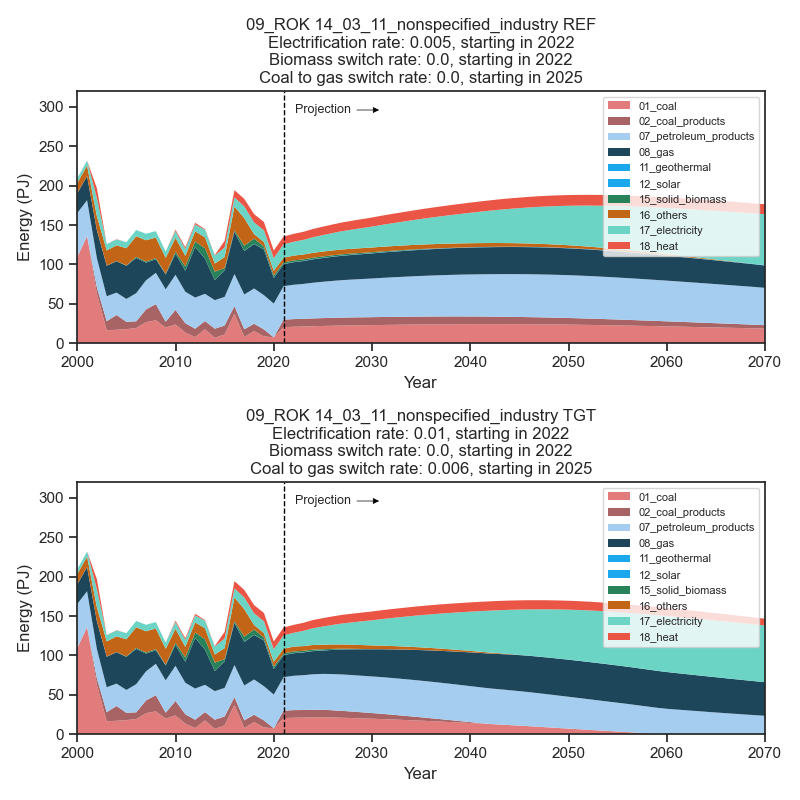 09_ROK 14_03_11_nonspecified_industry REF
Electrification rate: 0.005, starting in 2022
Biomass switch rate: 0.0, starting in 2022
Coal to gas switch rate: 0.0, starting in 2025
Energy (PJ)
300
250
200
150
100
50
0
Projection
01_coal
02_coal_products
07_petroleum_products
08_gas
11_geothermal
12_solar
15_solid_biomass
16_others
17_electricity
18_heat
2000 2010 2020 2030 2040 2050 2060 2070
Year
09_ROK 14_03_11_nonspecified_industry TGT
Electrification rate: 0.01, starting in 2022
Biomass switch rate: 0.0, starting in 2022
Coal to gas switch rate: 0.006, starting in 2025
Energy (PJ)
300
250
200
150
100
50
0
Projection
01_coal
02_coal_products
07_petroleum_products
08_gas
11_geothermal
12_solar
15_solid_biomass
16_others
17_electricity
18_heat
2000 2010 2020 2030 2040 2050 2060 2070
Year